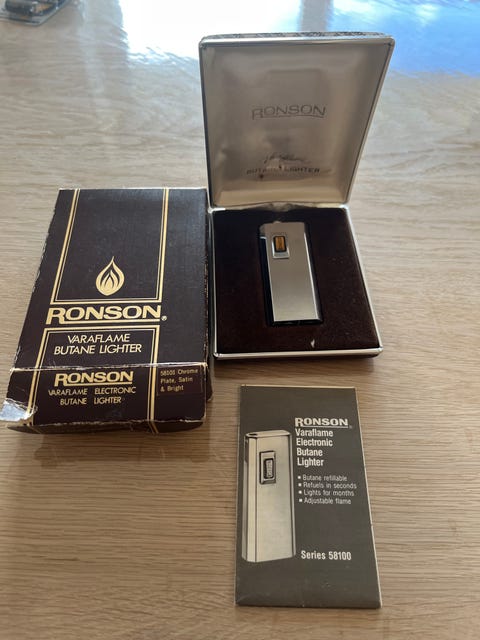 RONSON
BUTANE LIGHTER
RONSON®
VARAFLAME
BUTANE LIGHTER
RONSON
VARAFLAME ELECTRONIC
BUTANE LIGHTER
58101 Chrome
Plate, Satin
& Bright
RONSON®
Varaflame
Electronic
Butane
Lighter
▪ Butane refillable
▪ Refuels in seconds
▪ Lights for months
▪ Adjustable flame
Series 58100